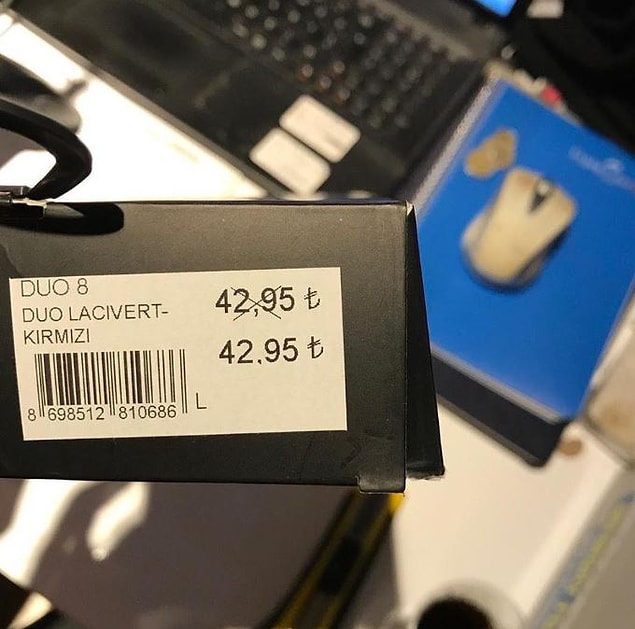 DUO 8
DUO LACIVERT-
KIRMIZI
42,95 ₺
42.95 ₺
8 698512 810686 L